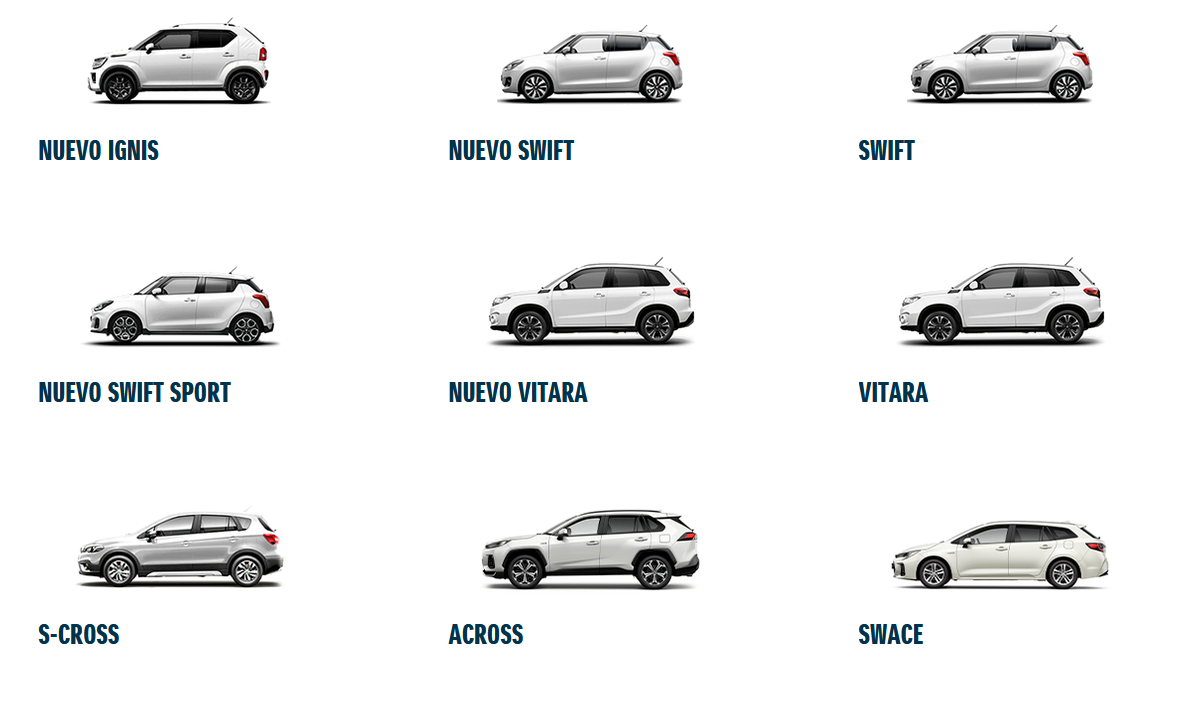 NUEVO IGNIS
NUEVO SWIFT
SWIFT
NUEVO SWIFT SPORT
NUEVO VITARA
VITARA
S-CROSS
ACROSS
SWACE